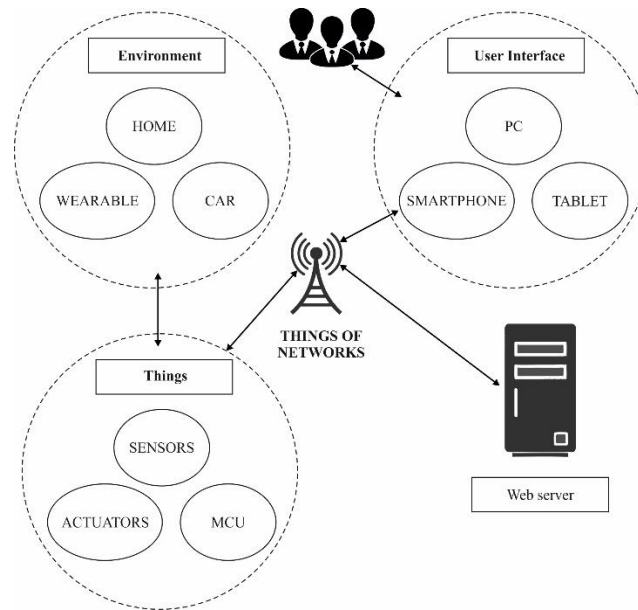 Environment
HOME
WEARABLE
CAR
User Interface
PC
SMARTPHONE
TABLET
THINGS OF
NETWORKS
Things
SENSORS
ACTUATORS
MCU
Web server